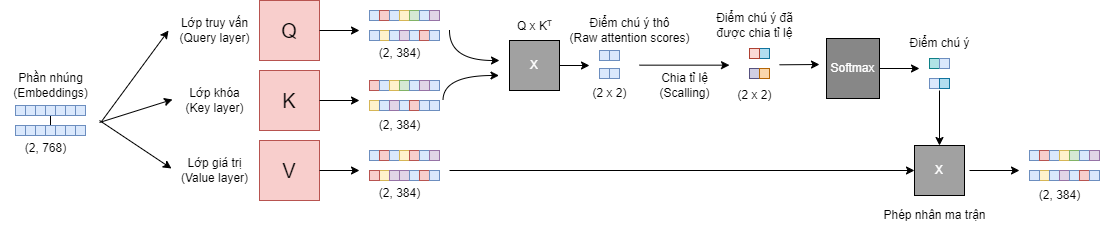 Phần nhúng
(Embeddings)
(2, 768)
Lớp truy vấn
(Query layer)
Q
(2, 384)
Lớp khóa
(Key layer)
K
(2, 384)
Lớp giá trị
(Value layer)
V
(2, 384)
Q x Kᵀ
X
Điểm chú ý thô
(Raw attention scores)
(2 x 2)
Chia tỉ lệ
(Scalling)
Điểm chú ý đã
được chia tỉ lệ
(2 x 2)
Softmax
Điểm chú ý
X
Phép nhân ma trận
(2, 384)